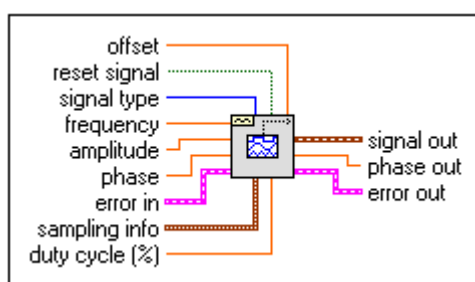 offset
reset signal
signal type
frequency
amplitude
phase
error in
sampling info
duty cycle (%)
signal out
phase out
error out